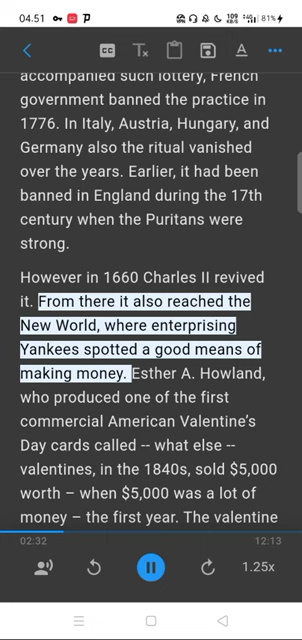 04.51
109
KB/S
81%
CC
accompanied such lottery, French
government banned the practice in
1776. In Italy, Austria, Hungary, and
Germany also the ritual vanished
over the years. Earlier, it had been
banned in England during the 17th
century when the Puritans were
strong.
However in 1660 Charles II revived
it. From there it also reached the
New World, where enterprising
Yankees spotted a good means of
making money. Esther A. Howland,
who produced one of the first
commercial American Valentine’s
Day cards called -- what else --
valentines, in the 1840s, sold $5,000
worth – when $5,000 was a lot of
money – the first year. The valentine
02:32
12:13
1.25x